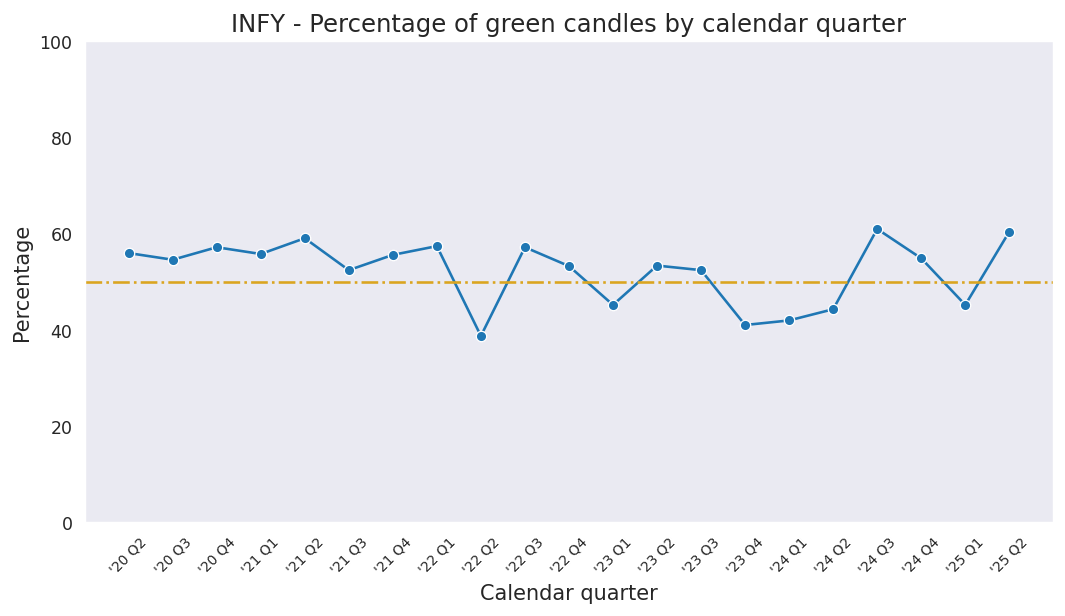 INFY - Percentage of green candles by calendar quarter
Percentage
100
80
60
40
20
0
'20 Q2
'20 Q3
'20 Q4
'21 Q1
'21 Q2
'21 Q3
'21 Q4
'22 Q1
'22 Q2
'22 Q3
'22 Q4
'23 Q1
'23 Q2
'23 Q3
'23 Q4
'24 Q1
'24 Q2
'24 Q3
'24 Q4
'25 Q1
'25 Q2
Calendar quarter